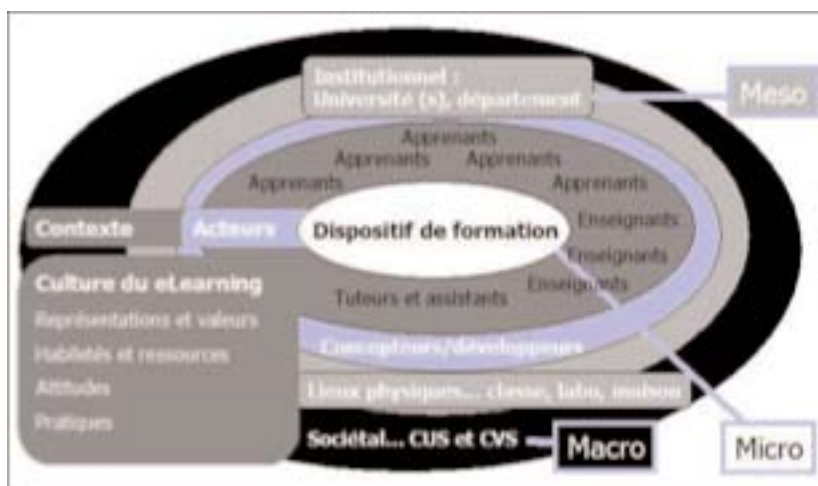 Institutionnel :
Université (s), département
Meso
Apprenants
Apprenants Apprenants
Apprenants Apprenants
Contexte Acteurs Dispositif de formation Enseignants
Enseignants
Culture du eLearning Enseignants
Tuteurs et assistants
Représentations et valeurs
Concepteurs/développeurs
Habiletés et ressources
Attitudes
Lieux physiques... classe, labo, maison
Pratiques
Sociétal... CUS et CVS
Macro
Micro